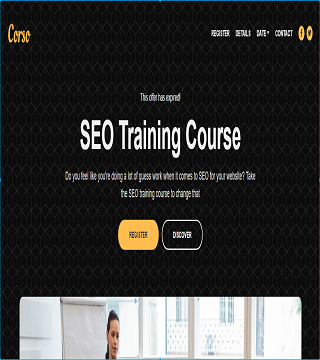 Corso
REGISTER DETAILS DATE CONTACT
This offer has expired!
SEO Training Course
Do you feel like you're doing a lot of guess work when it comes to SEO for your website? Take
the SEO training course to change that
REGISTER DISCOVER